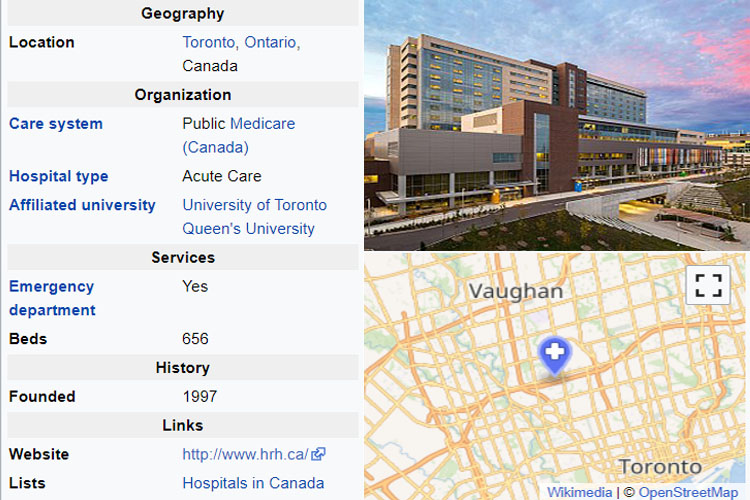 Geography
Location Toronto, Ontario,
Canada
Organization
Care system Public Medicare
(Canada)
Hospital type Acute Care
Affiliated university University of Toronto
Queen's University
Services
Emergency Yes
department
Beds 656
History
Founded 1997
Links
Website http://www.hrh.ca/
Lists Hospitals in Canada
Vaughan
Toronto
Wikimedia | © OpenStreetMap